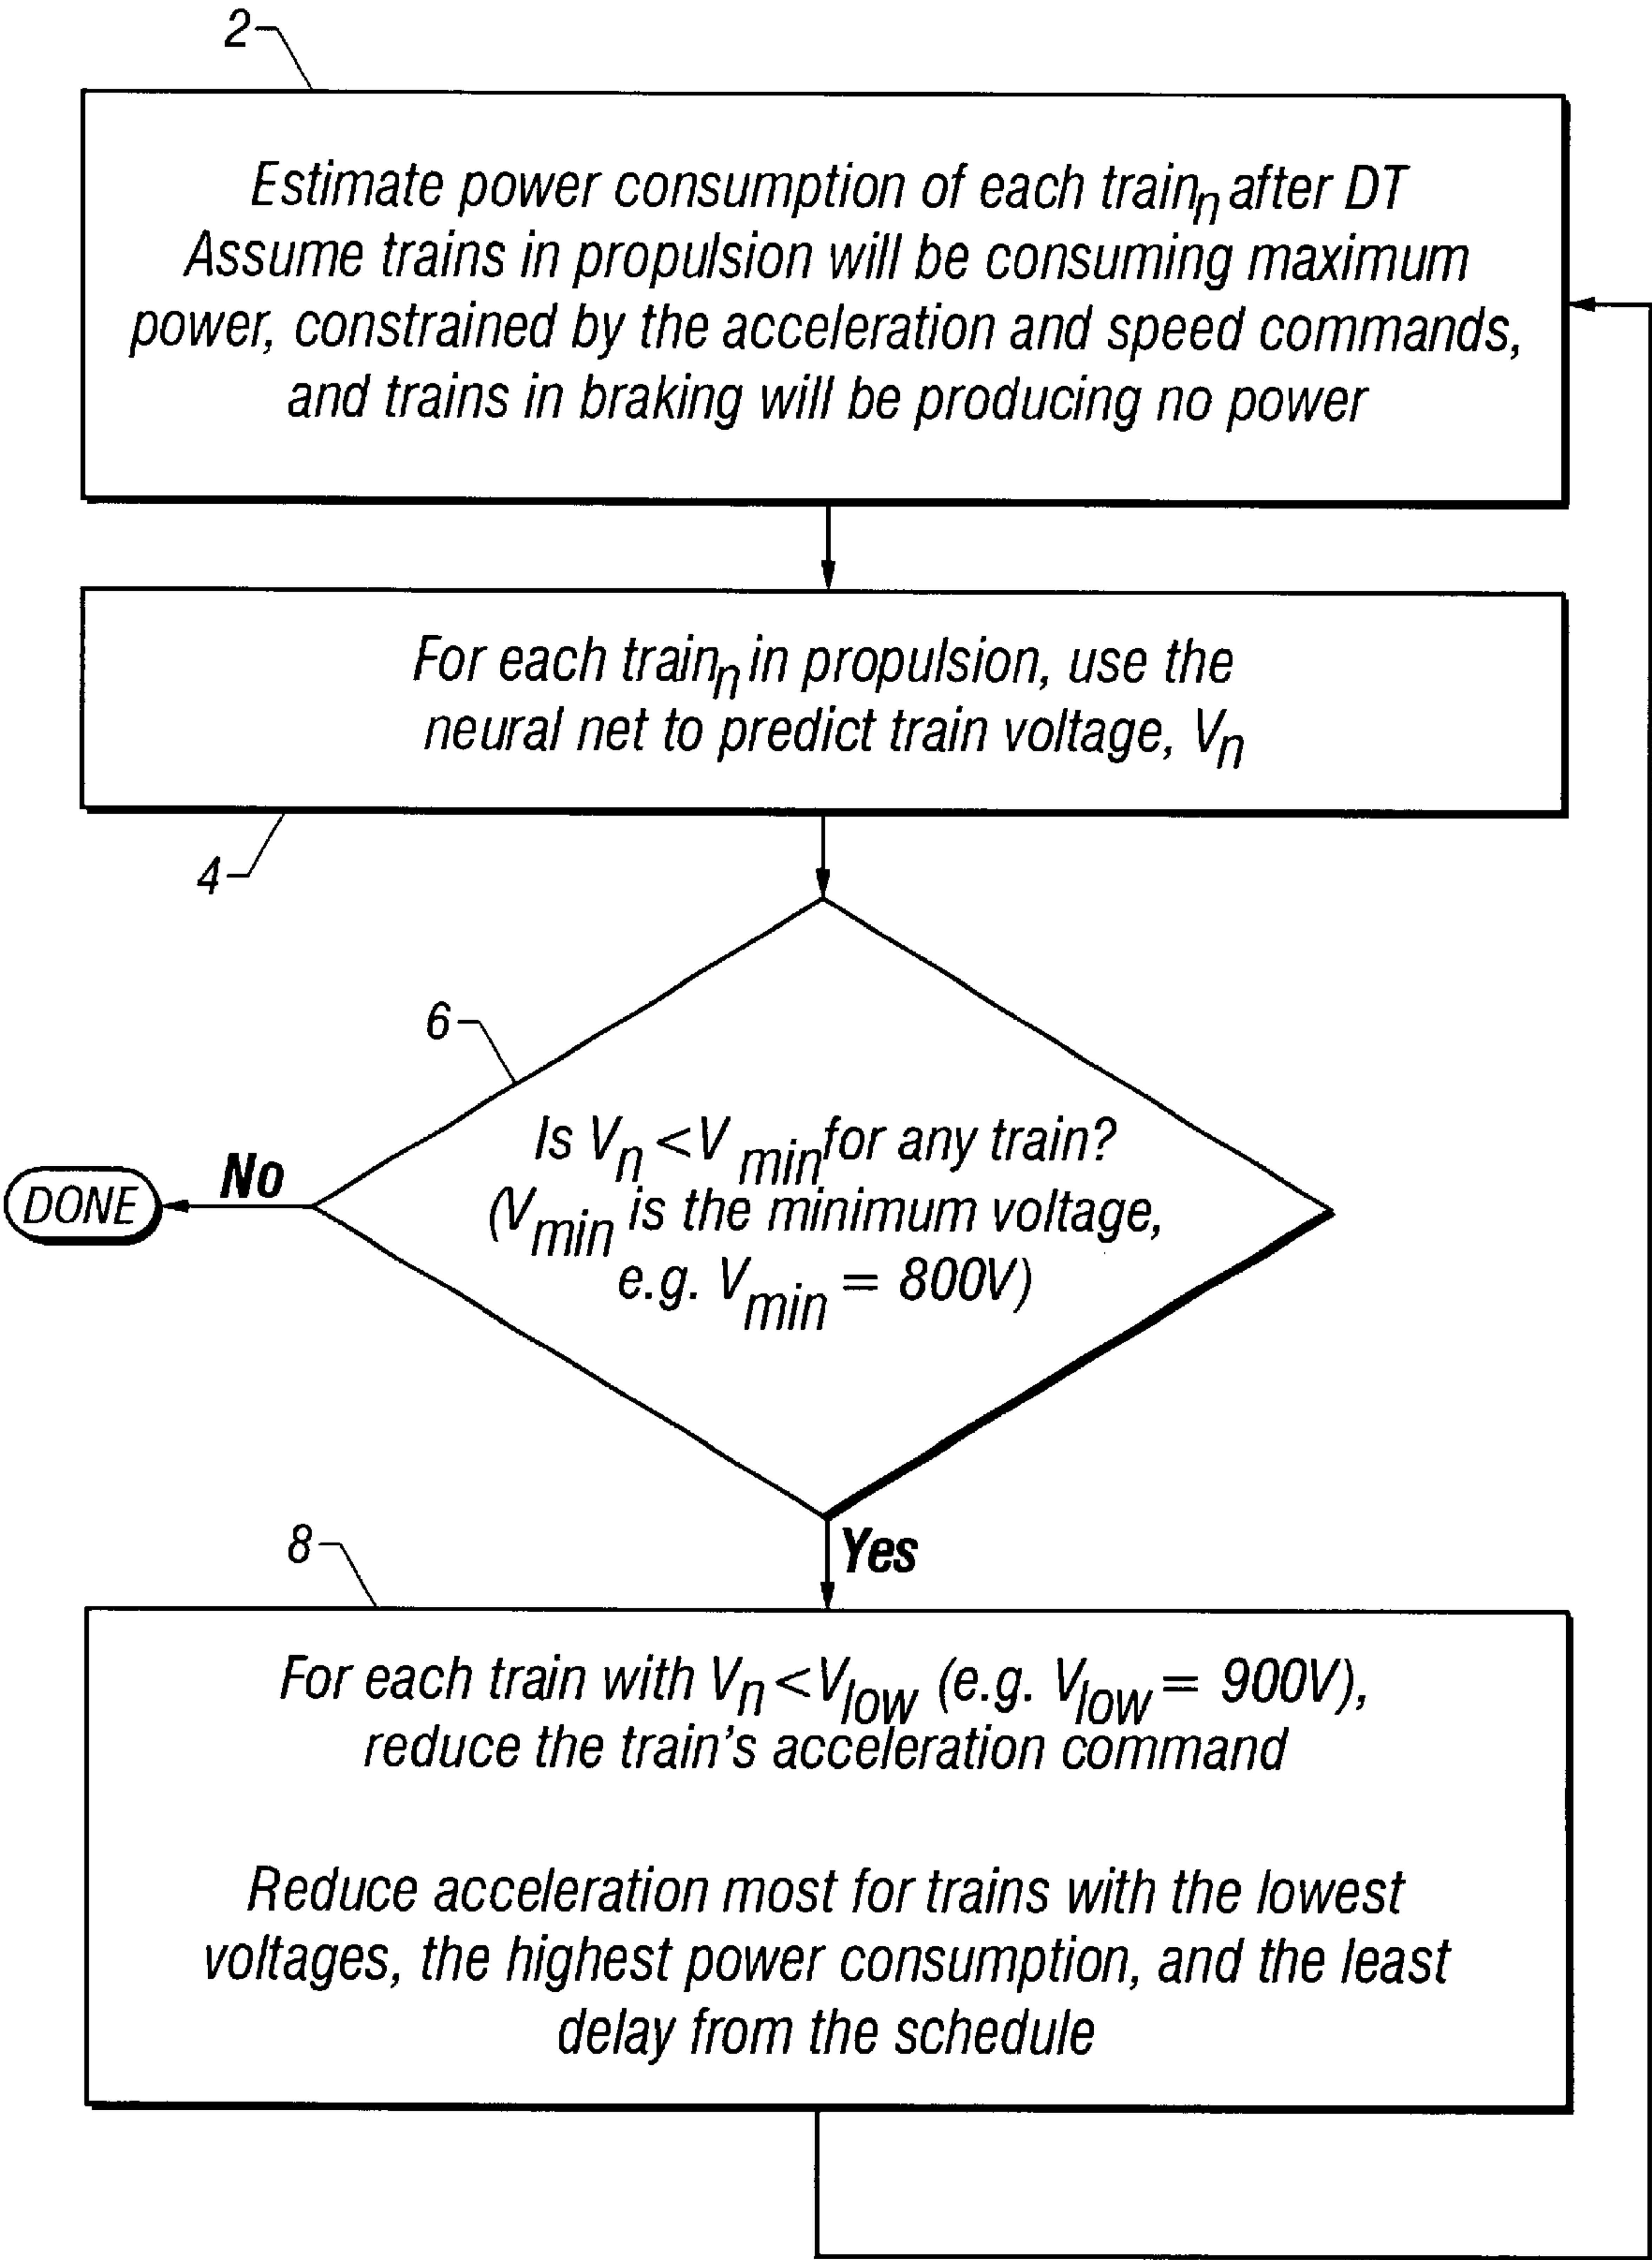 2
Estimate power consumption of each trainn after DT
Assume trains in propulsion will be consuming maximum
power, constrained by the acceleration and speed commands,
and trains in braking will be producing no power
For each trainn in propulsion, use the
neural net to predict train voltage, Vn
4
6
Is Vn < Vmin for any train?
(Vmin is the minimum voltage,
e.g. Vmin = 800V)
No
DONE
Yes
8
For each train with Vn < Vlow (e.g. Vlow = 900V),
reduce the train's acceleration command
Reduce acceleration most for trains with the lowest
voltages, the highest power consumption, and the least
delay from the schedule